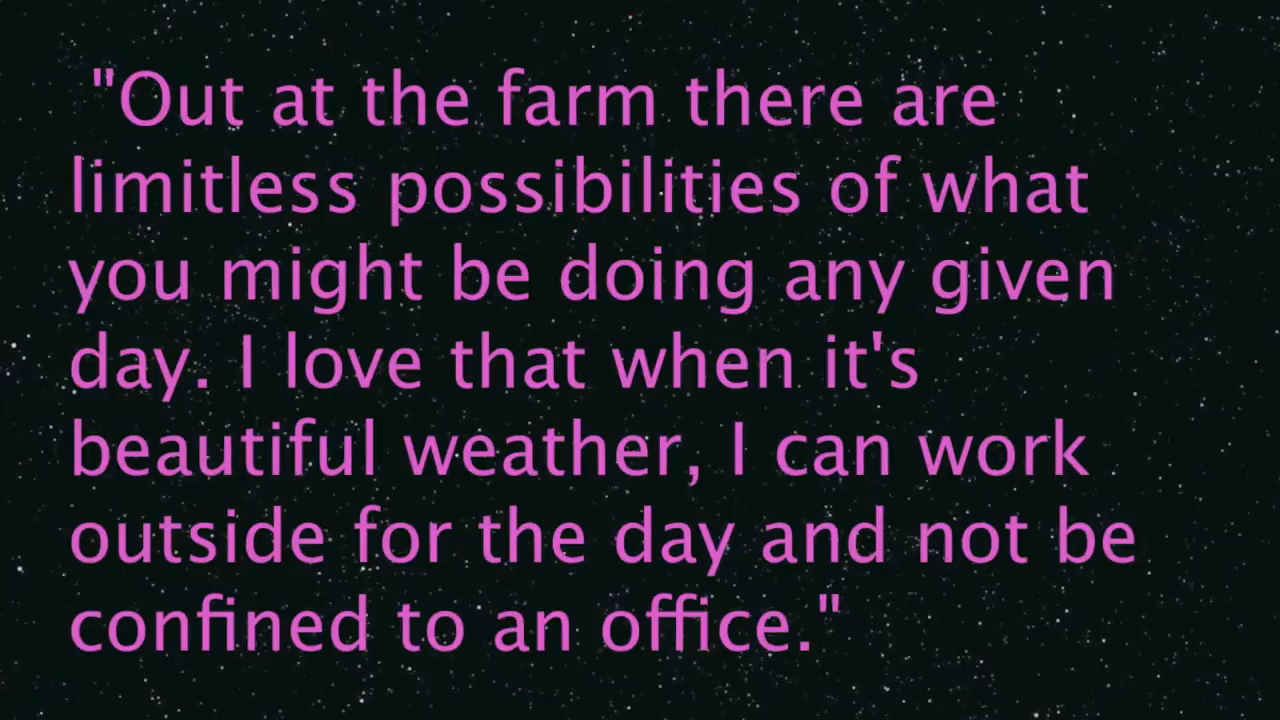 "Out at the farm there are
limitless possibilities of what
you might be doing any given
day. I love that when it's
beautiful weather, I can work
outside for the day and not be
confined to an office."